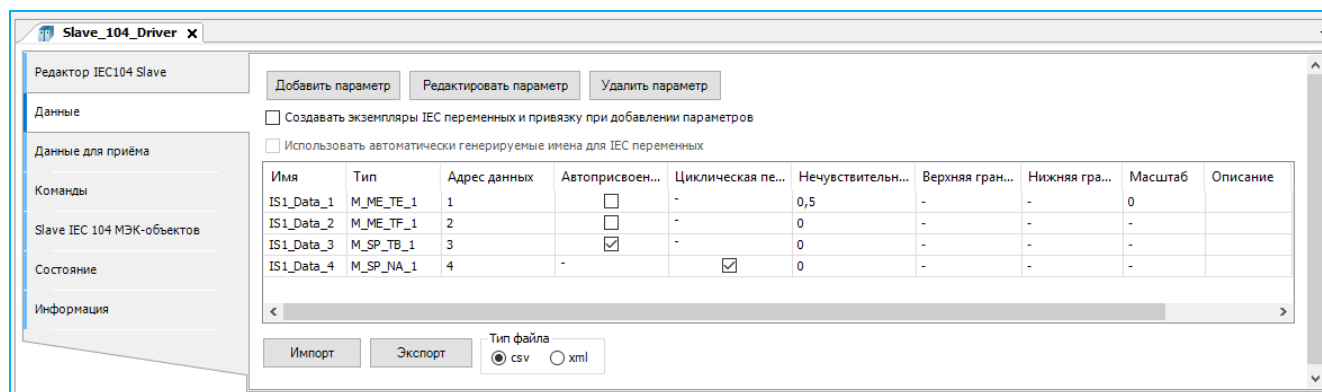 Slave_104_Driver
Редактор IEC104 Slave
Данные
Данные для приёма
Команды
Slave IEC 104 МЭК-объектов
Состояние
Информация
Добавить параметр Редактировать параметр Удалить параметр
Создавать экземпляры IEC переменных и привязку при добавлении параметров
Использовать автоматически генерируемые имена для IEC переменных
Имя Тип Адрес данных Автоприсвоен... Циклическая пе... Нечувствительн... Верхняя гран... Нижняя гра... Масштаб Описание
IS1_Data_1 M_ME_TE_1 1 - 0,5 - - 0
IS1_Data_2 M_ME_TF_1 2 - 0 - - -
IS1_Data_3 M_SP_TB_1 3 - 0 - - -
IS1_Data_4 M_SP_NA_1 4 - 0 - - -
Тип файла
Импорт Экспорт csv xml